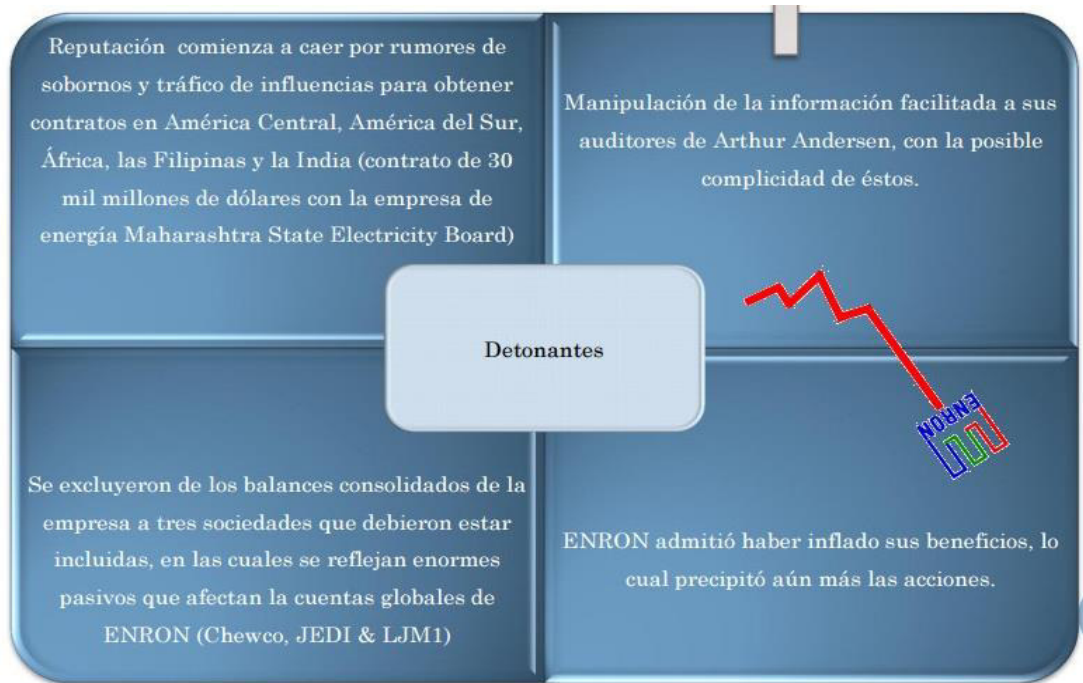 Reputación comienza a caer por rumores de
sobornos y tráfico de influencias para obtener
contratos en América Central, América del Sur,
África, las Filipinas y la India (contrato de 30
mil millones de dólares con la empresa de
energía Maharashtra State Electricity Board)
Manipulación de la información facilitada a sus
auditores de Arthur Andersen, con la posible
complicidad de éstos.
Detonantes
ENRON
Se excluyeron de los balances consolidados de la
empresa a tres sociedades que debieron estar
incluidas, en las cuales se reflejan enormes
pasivos que afectan la cuentas globales de
ENRON (Chewco, JEDI & LJM1)
ENRON admitió haber inflado sus beneficios, lo
cual precipitó aún más las acciones.